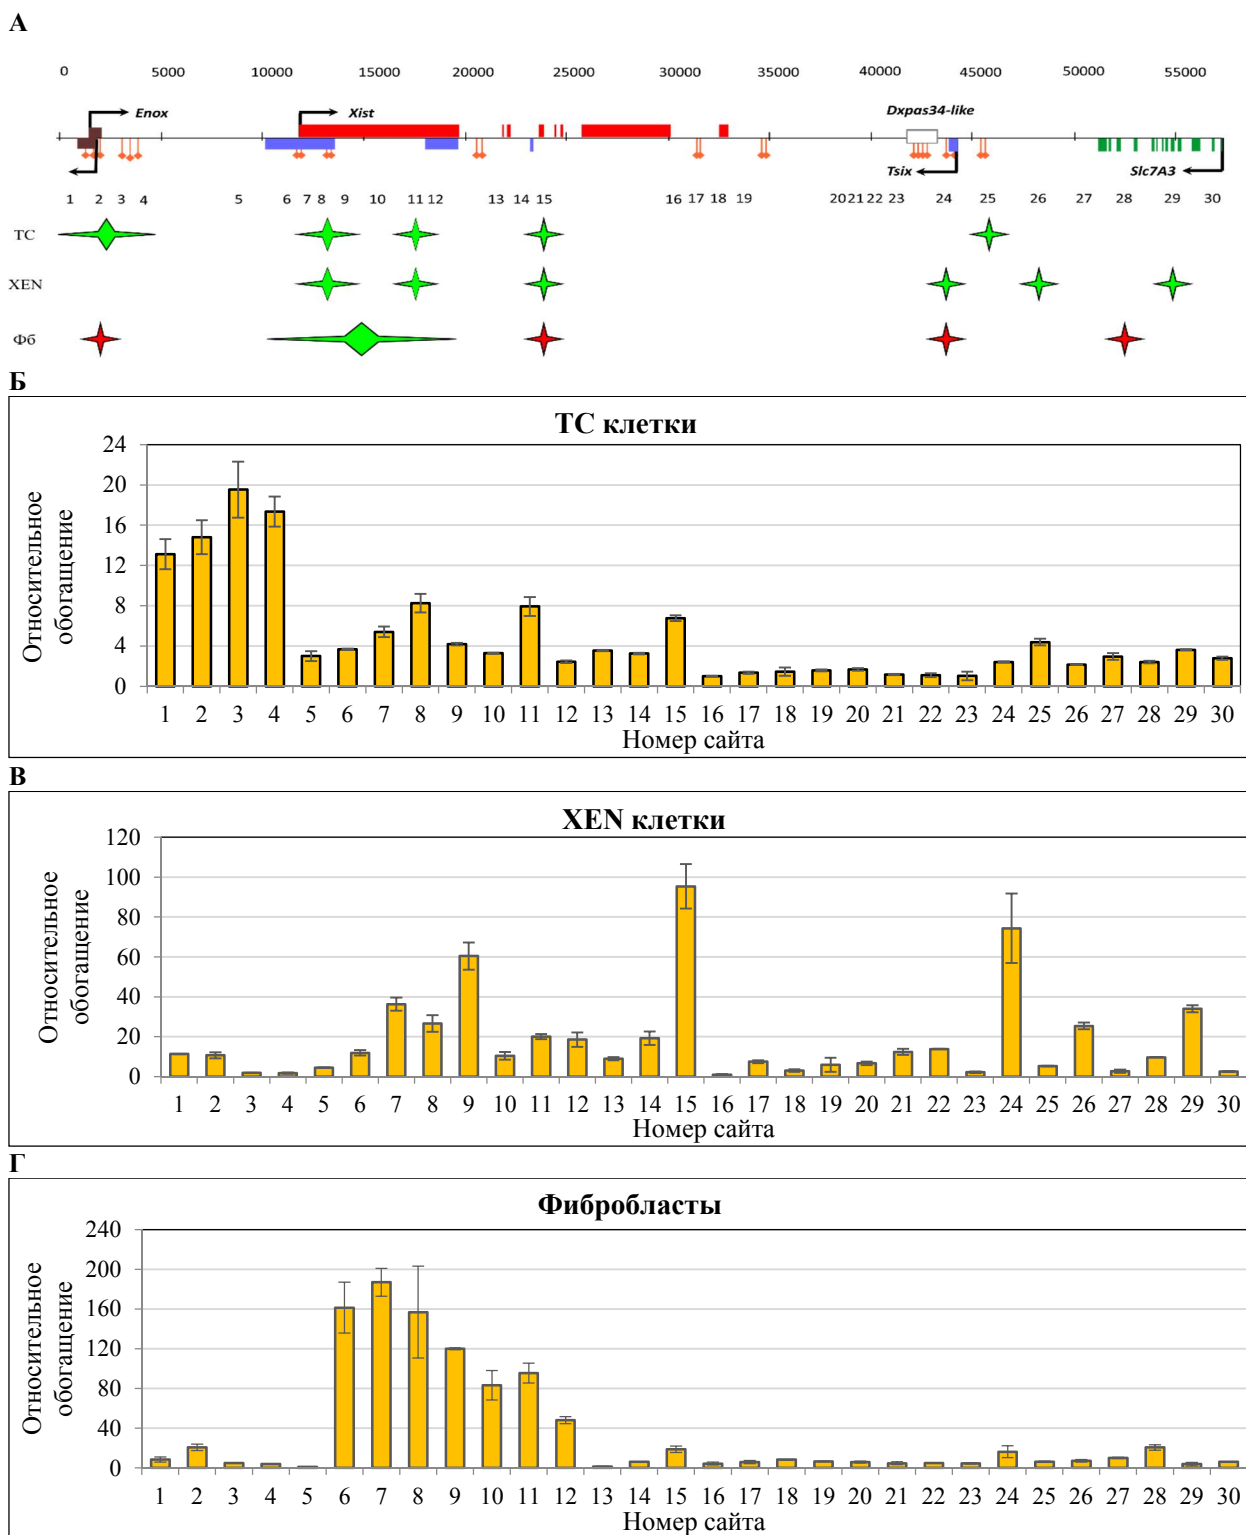 А
0 5000 10000 15000 20000 25000 30000 35000 40000 45000 50000 55000
Enox Xist Dxpas34-like
Tsix Slc7A3
1 2 3 4 5 6 7 8 9 10 11 12 13 14 15 16 17 18 19 20 21 22 23 24 25 26 27 28 29 30
ТС
XEN
Фб
Б
ТС клетки
Относительное
обогащение
24
20
16
12
8
4
0
1 2 3 4 5 6 7 8 9 10 11 12 13 14 15 16 17 18 19 20 21 22 23 24 25 26 27 28 29 30
Номер сайта
В
XEN клетки
Относительное
обогащение
120
100
80
60
40
20
0
1 2 3 4 5 6 7 8 9 10 11 12 13 14 15 16 17 18 19 20 21 22 23 24 25 26 27 28 29 30
Номер сайта
Г
Фибробласты
Относительное
обогащение
240
200
160
120
80
40
0
1 2 3 4 5 6 7 8 9 10 11 12 13 14 15 16 17 18 19 20 21 22 23 24 25 26 27 28 29 30
Номер сайта